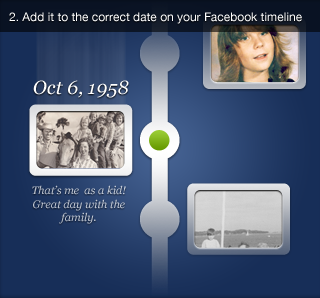 2. Add it to the correct date on your Facebook timeline
Oct 6, 1958
That's me as a kid!
Great day with the
family.